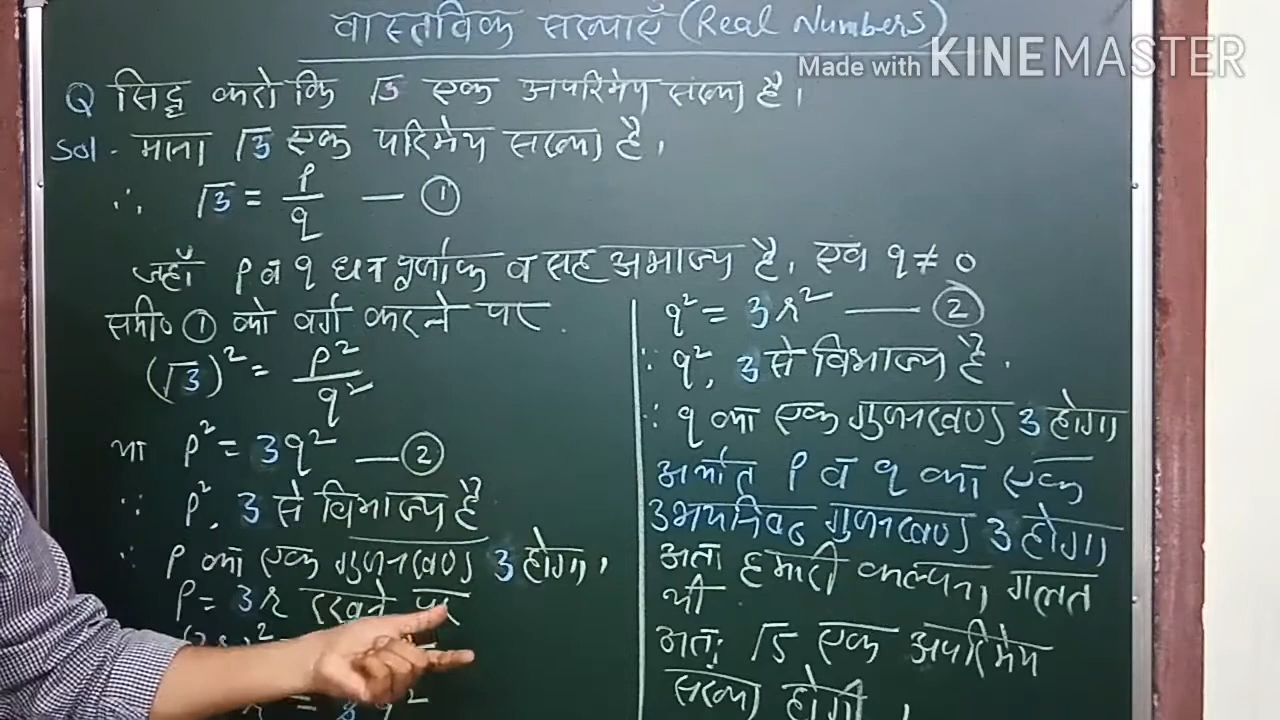 वास्तविक संख्याएँ (Real Numbers)
Made with KINEMASTER
Q सिद्ध करो कि √5 एक अपरिमेय संख्या है।
Sol - माना √3 एक परिमेय संख्या है,
∴ √3 = p/q — ①
जहाँ p व q धन पूर्णांक व सह अभाज्य है, एवं q ≠ 0
समी० ① को वर्ग करने पर
(√3)² = p²/q²
या p² = 3q² — ②
∵ p², 3 से विभाज्य है
∴ p का एक गुणनखण्ड 3 होगा,
p = 3r रखने पर
q² = 3r² — ②
∵ q², 3 से विभाज्य है.
∴ q का एक गुणनखण्ड 3 होगा,
अर्थात p व q का एक
उभयनिष्ठ गुणनखण्ड 3 होगा,
अतः हमारी कल्पना गलत
थी
अतः √5 एक अपरिमेय
संख्या होगी,